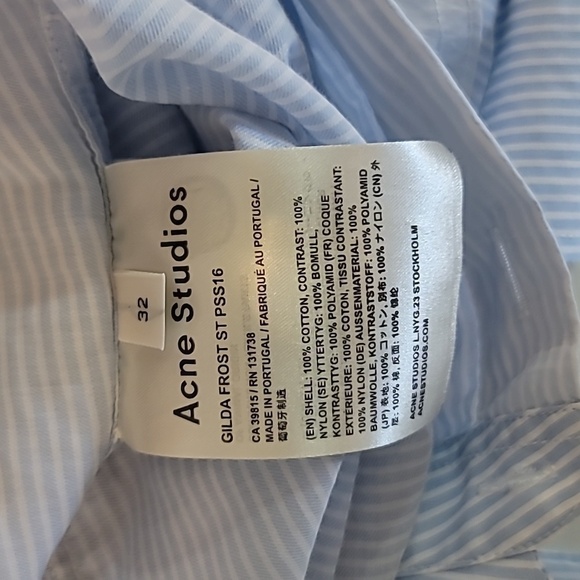 32
Acne Studios
GILDA FROST ST PSS16
CA 39815 / RN 131738
MADE IN PORTUGAL / FABRIQUÉ AU PORTUGAL /
葡萄牙制造
(EN) SHELL: 100% COTTON, CONTRAST: 100%
NYLON (SE) YTTERTYG: 100% BOMULL,
KONTRASTTYG: 100% POLYAMID (FR) COQUE
EXTÉRIEURE: 100% COTON, TISSU CONTRASTANT:
100% NYLON (DE) AUSSENMATERIAL: 100%
BAUMWOLLE, KONTRASTSTOFF: 100% POLYAMID
(JP) 表地: 100% コットン, 別布: 100% ナイロン (CN) 外
层: 100% 棉, 反面: 100% 锦纶
ACNE STUDIOS L.NYG.23 STOCKHOLM
ACNESTUDIOS.COM